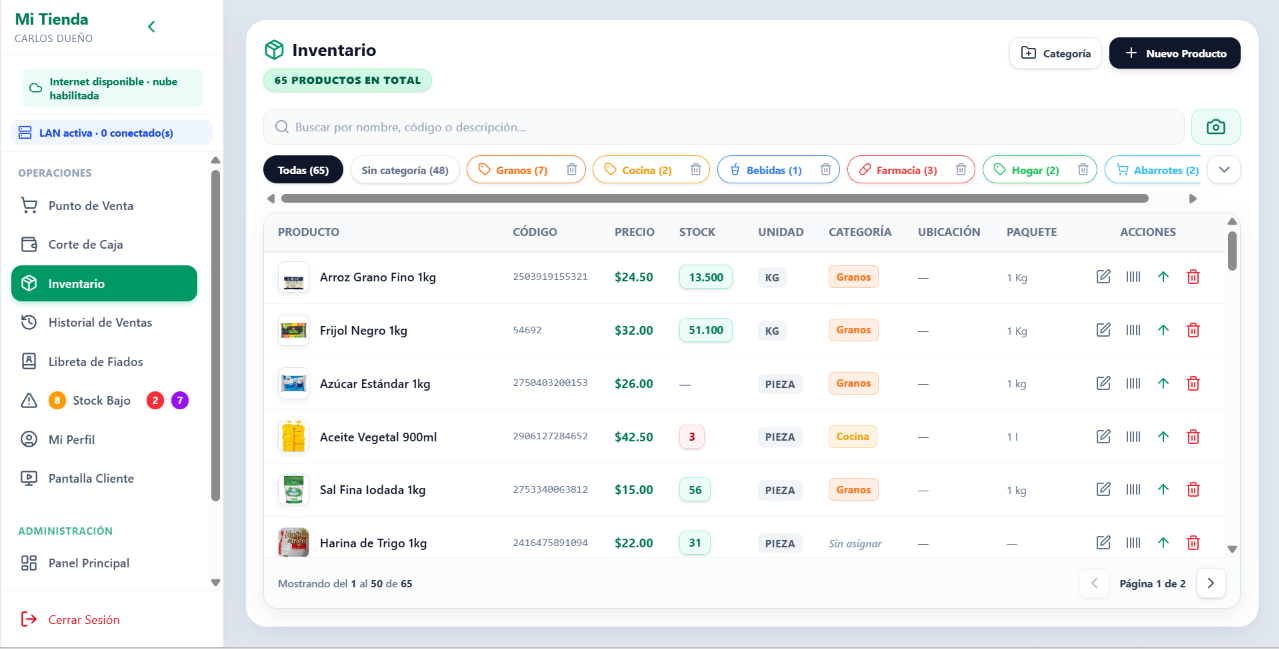 Mi Tienda
CARLOS DUEÑO
Internet disponible · nube
habilitada
LAN activa · 0 conectado(s)
OPERACIONES
Punto de Venta
Corte de Caja
Inventario
Historial de Ventas
Libreta de Fiados
8 Stock Bajo 2 7
Mi Perfil
Pantalla Cliente
ADMINISTRACIÓN
Panel Principal
Cerrar Sesión
Inventario
65 PRODUCTOS EN TOTAL
Categoría
Nuevo Producto
Buscar por nombre, código o descripción...
Todas (65) Sin categoría (48) Granos (7) Cocina (2) Bebidas (1) Farmacia (3) Hogar (2) Abarrotes (2)
PRODUCTO CÓDIGO PRECIO STOCK UNIDAD CATEGORÍA UBICACIÓN PAQUETE ACCIONES
Arroz Grano Fino 1kg 2503919155321 $24.50 13.500 KG Granos — 1 Kg
Frijol Negro 1kg 54692 $32.00 51.100 KG Granos — 1 Kg
Azúcar Estándar 1kg 2750403200153 $26.00 — PIEZA Granos — 1 kg
Aceite Vegetal 900ml 2906127284652 $42.50 3 PIEZA Cocina — 1 l
Sal Fina Iodada 1kg 2753340063812 $15.00 56 PIEZA Granos — 1 kg
Harina de Trigo 1kg 2416475891094 $22.00 31 PIEZA Sin asignar — —
Mostrando del 1 al 50 de 65
Página 1 de 2